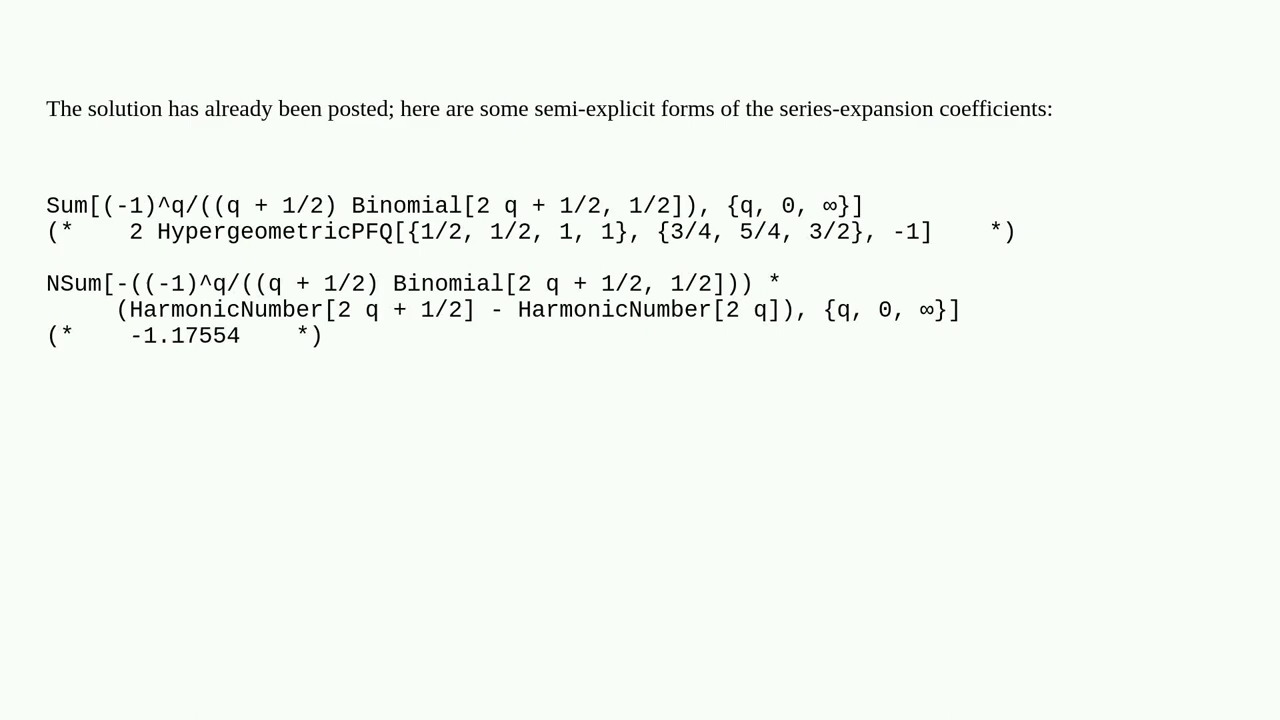 The solution has already been posted; here are some semi-explicit forms of the series-expansion coefficients:
Sum[(-1)^q/((q + 1/2) Binomial[2 q + 1/2, 1/2]), {q, 0, ∞}]
(*    2 HypergeometricPFQ[{1/2, 1/2, 1, 1}, {3/4, 5/4, 3/2}, -1]    *)
NSum[-((-1)^q/((q + 1/2) Binomial[2 q + 1/2, 1/2])) *
     (HarmonicNumber[2 q + 1/2] - HarmonicNumber[2 q]), {q, 0, ∞}]
(*    -1.17554    *)